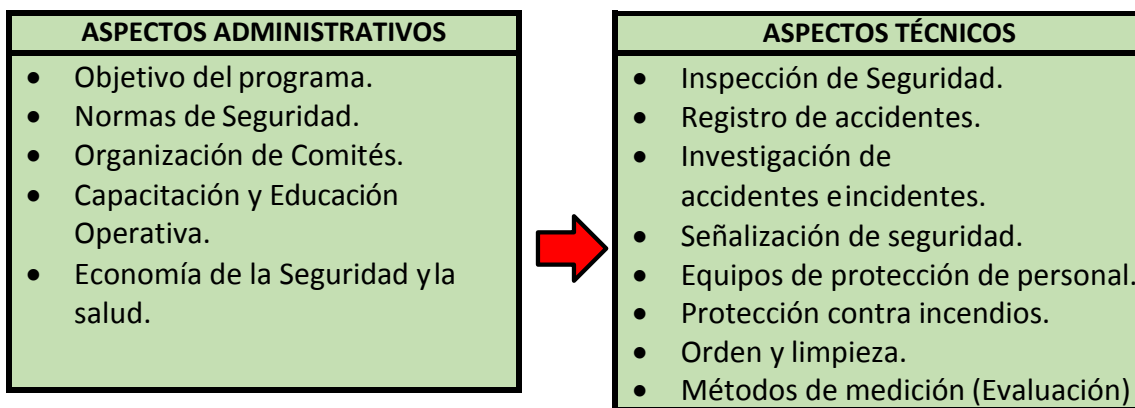 ASPECTOS ADMINISTRATIVOS
• Objetivo del programa.
• Normas de Seguridad.
• Organización de Comités.
• Capacitación y Educación
Operativa.
• Economía de la Seguridad y la
salud.
ASPECTOS TÉCNICOS
• Inspección de Seguridad.
• Registro de accidentes.
• Investigación de
accidentes e incidentes.
• Señalización de seguridad.
• Equipos de protección de personal.
• Protección contra incendios.
• Orden y limpieza.
• Métodos de medición (Evaluación)